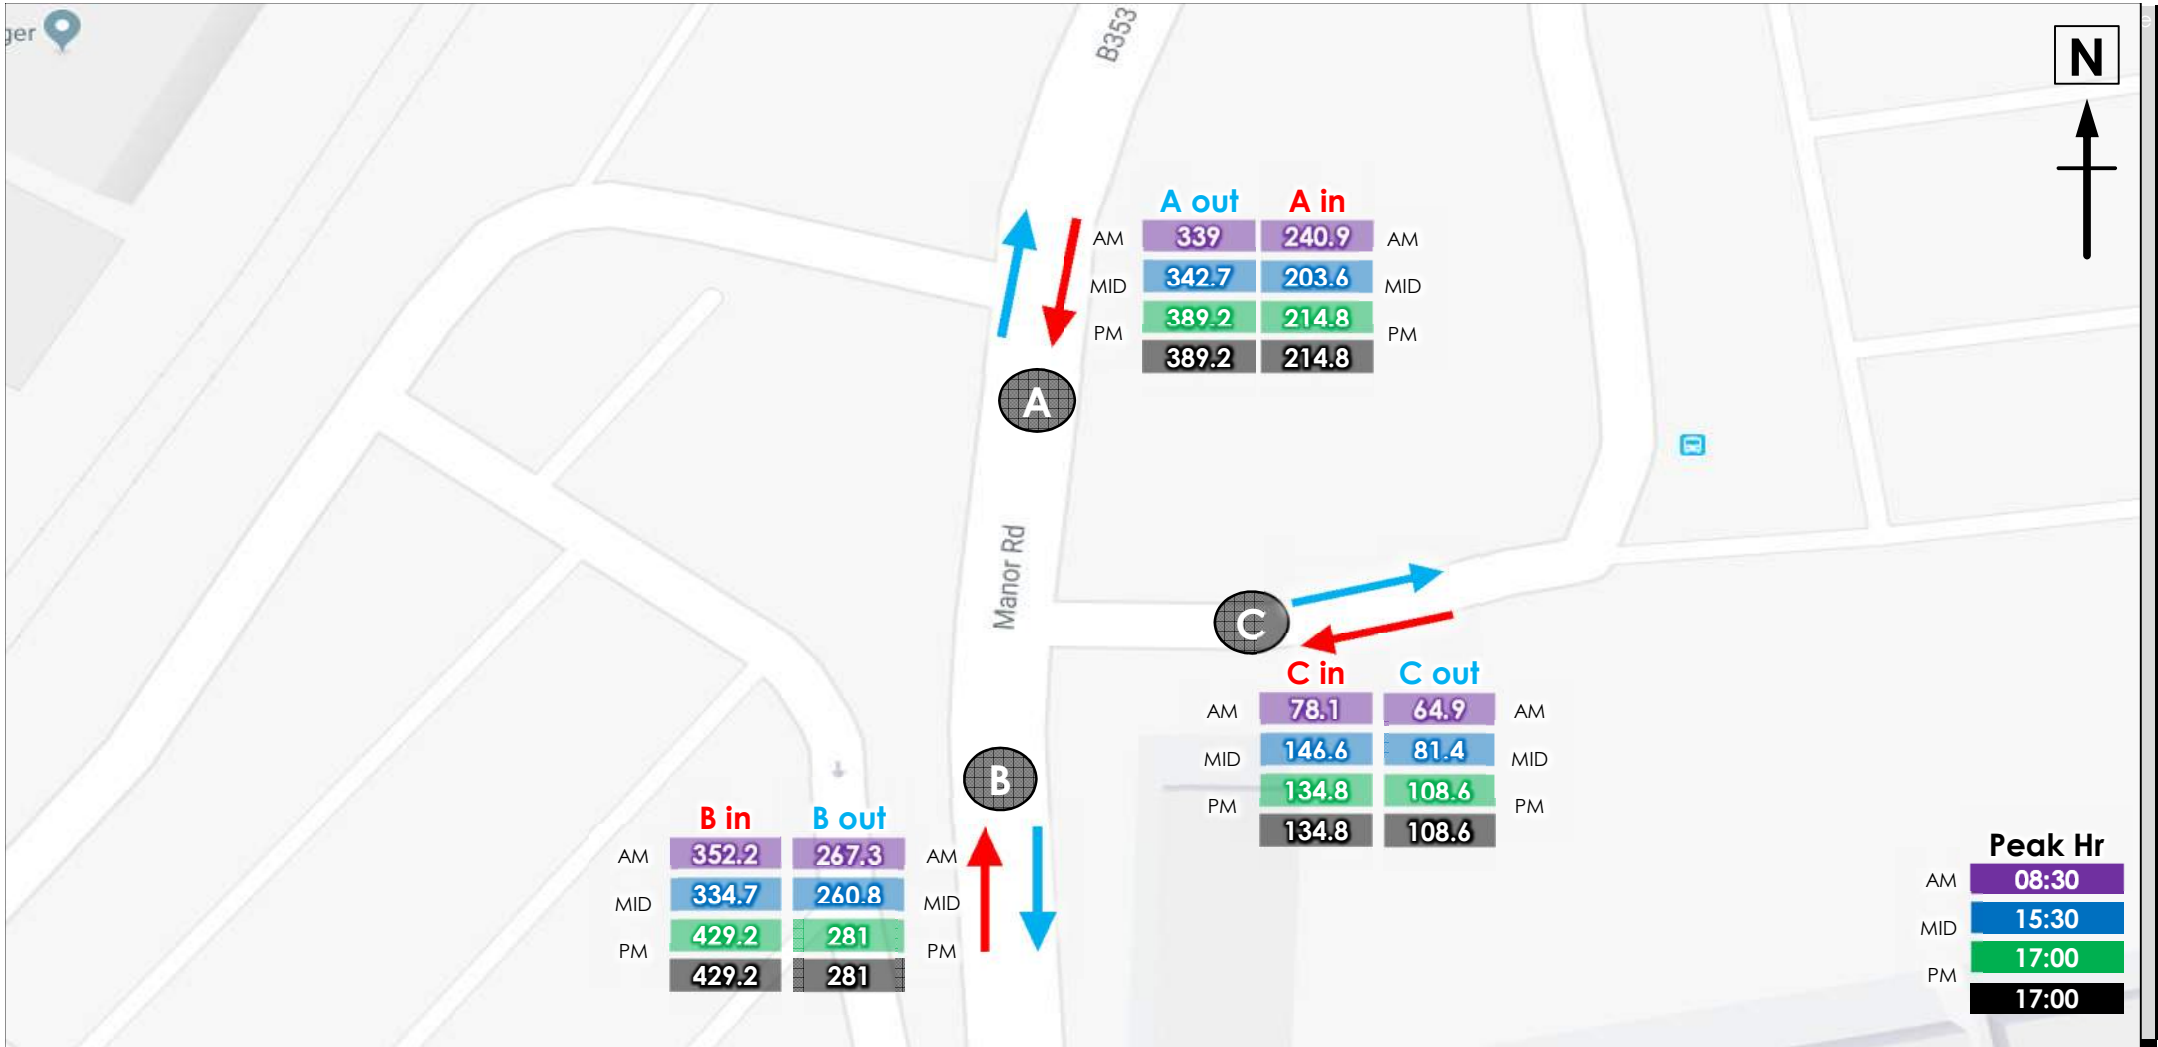 ger
B353
N
A out A in
AM 339 240.9 AM
MID 342.7 203.6 MID
PM 389.2 214.8 PM
389.2 214.8
A
Manor Rd
C
C in C out
AM 78.1 64.9 AM
MID 146.6 81.4 MID
PM 134.8 108.6 PM
134.8 108.6
B
B in B out
AM 352.2 267.3 AM
MID 334.7 260.8 MID
PM 429.2 281 PM
429.2 281
Peak Hr
AM 08:30
MID 15:30
PM 17:00
17:00